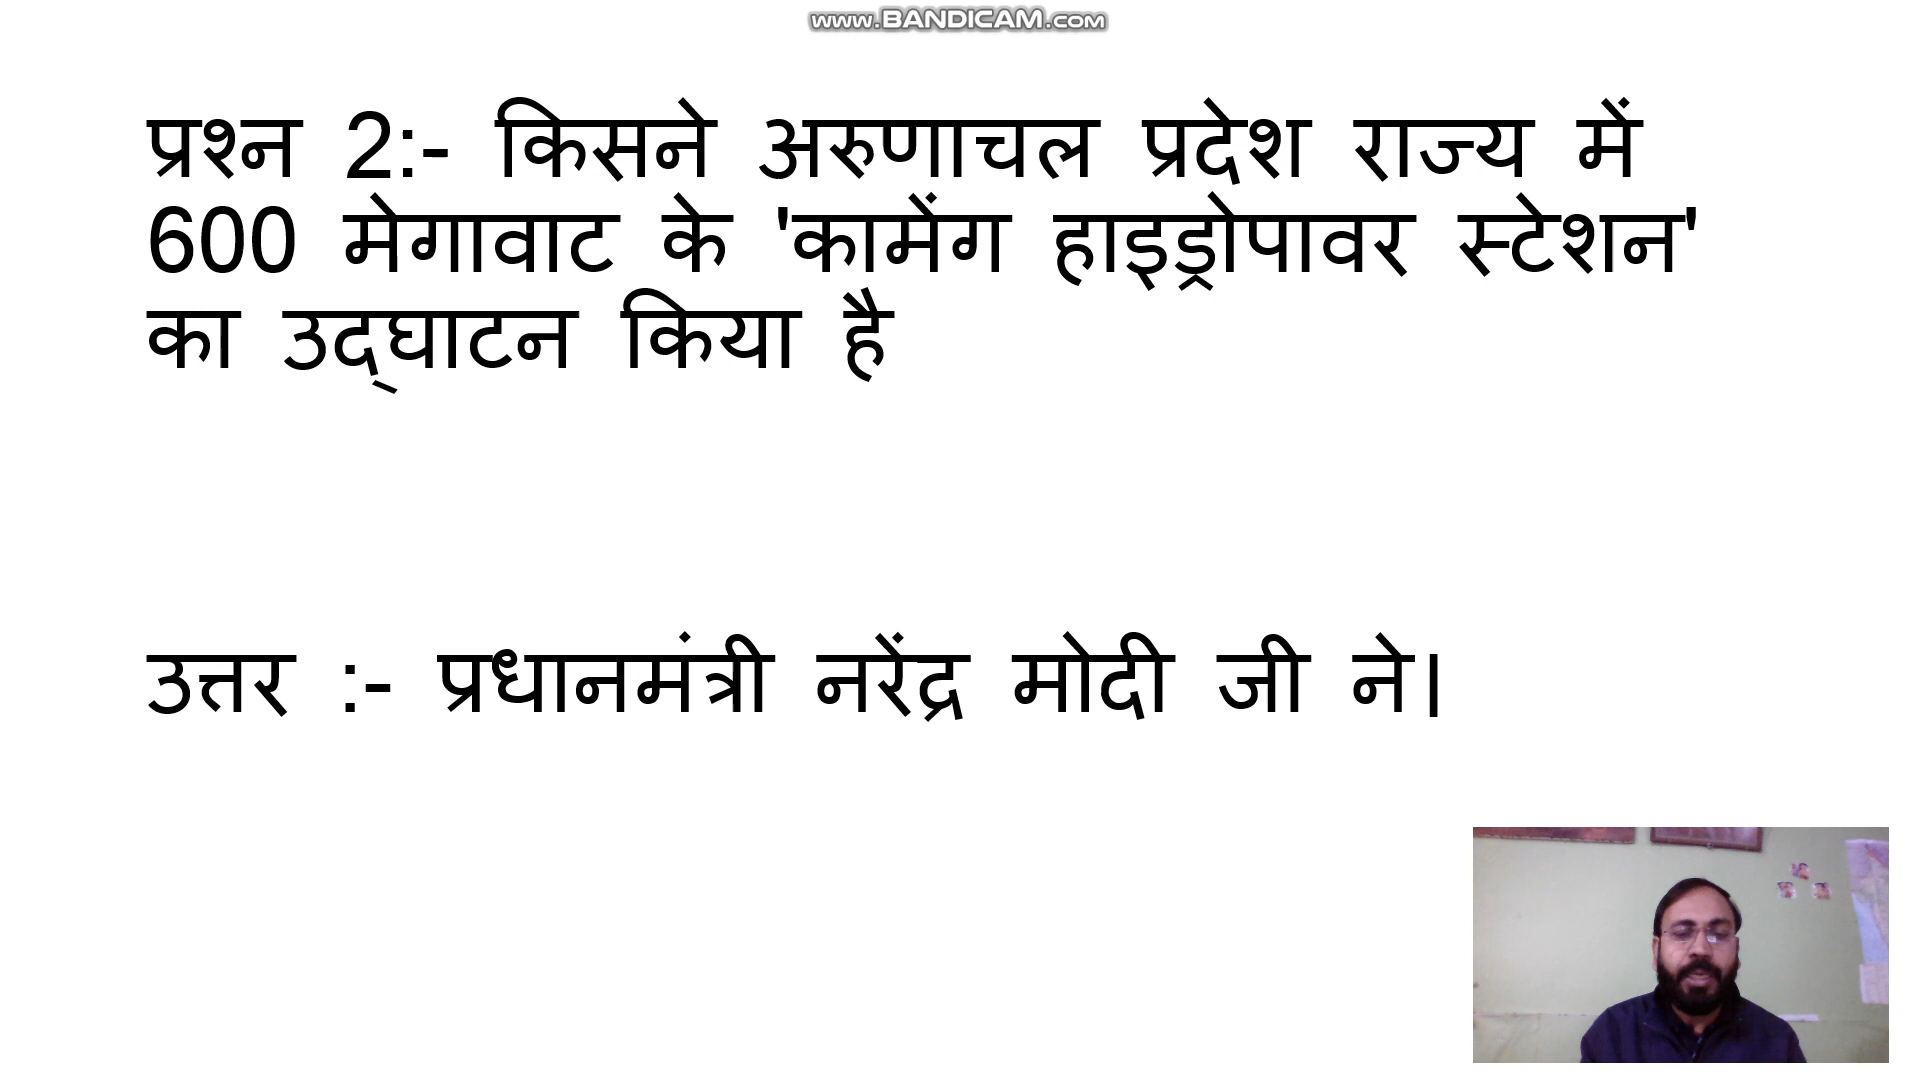 www.BANDICAM.com
प्रश्न 2:- किसने अरुणाचल प्रदेश राज्य में
600 मेगावाट के 'कामेंग हाइड्रोपावर स्टेशन'
का उद्घाटन किया है
उत्तर :- प्रधानमंत्री नरेंद्र मोदी जी ने।